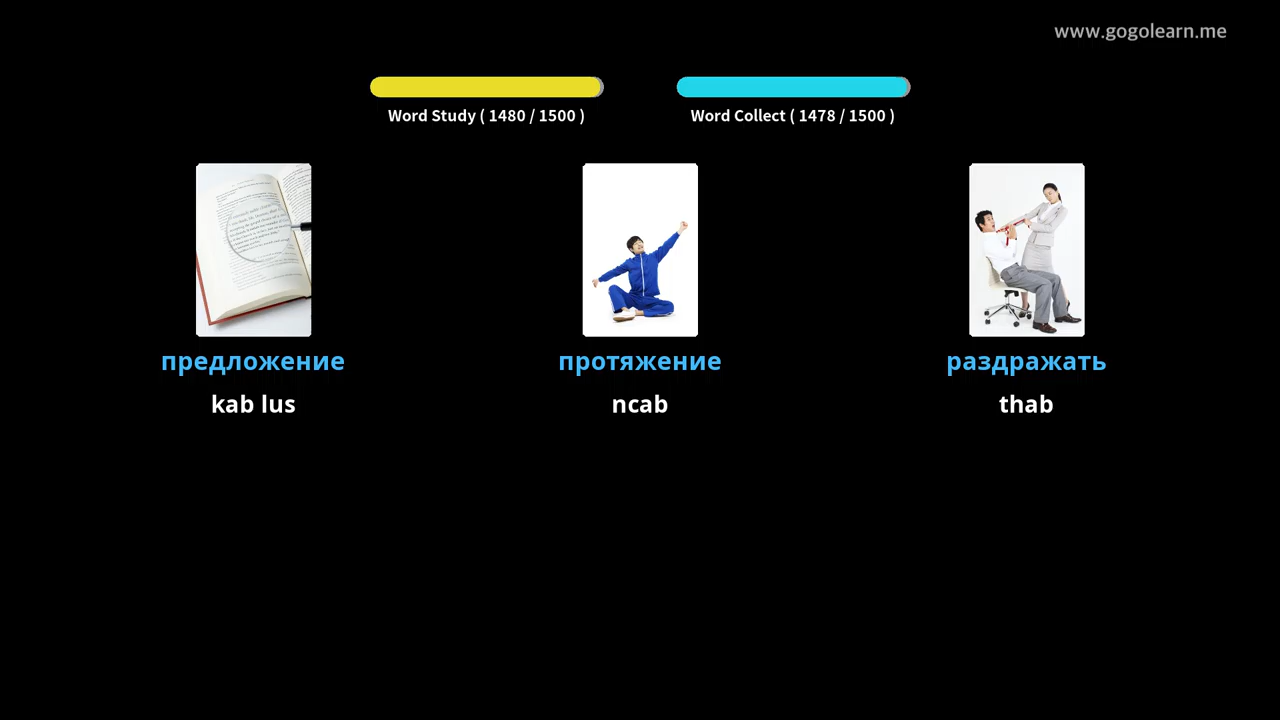 www.gogolearn.me
Word Study ( 1480 / 1500 )
Word Collect ( 1478 / 1500 )
предложение
протяжение
раздражать
kab lus
ncab
thab